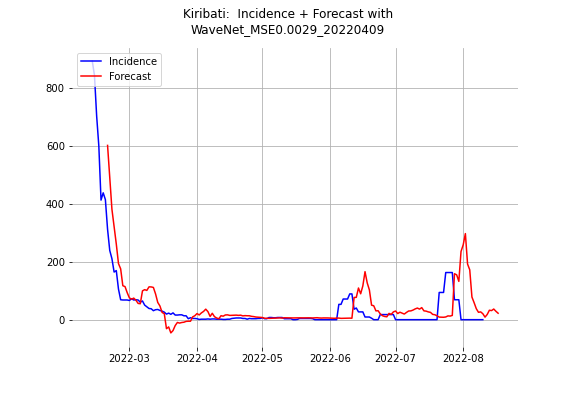 Kiribati:  Incidence + Forecast with
WaveNet_MSE0.0029_20220409
Incidence
Forecast
800
600
400
200
0
2022-03 2022-04 2022-05 2022-06 2022-07 2022-08